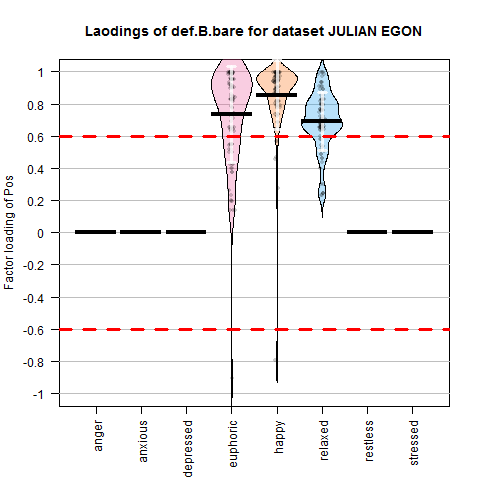 Laodings of def.B.bare for dataset JULIAN EGON
Factor loading of Pos
1
0.8
0.6
0.4
0.2
0
-0.2
-0.4
-0.6
-0.8
-1
anger
anxious
depressed
euphoric
happy
relaxed
restless
stressed